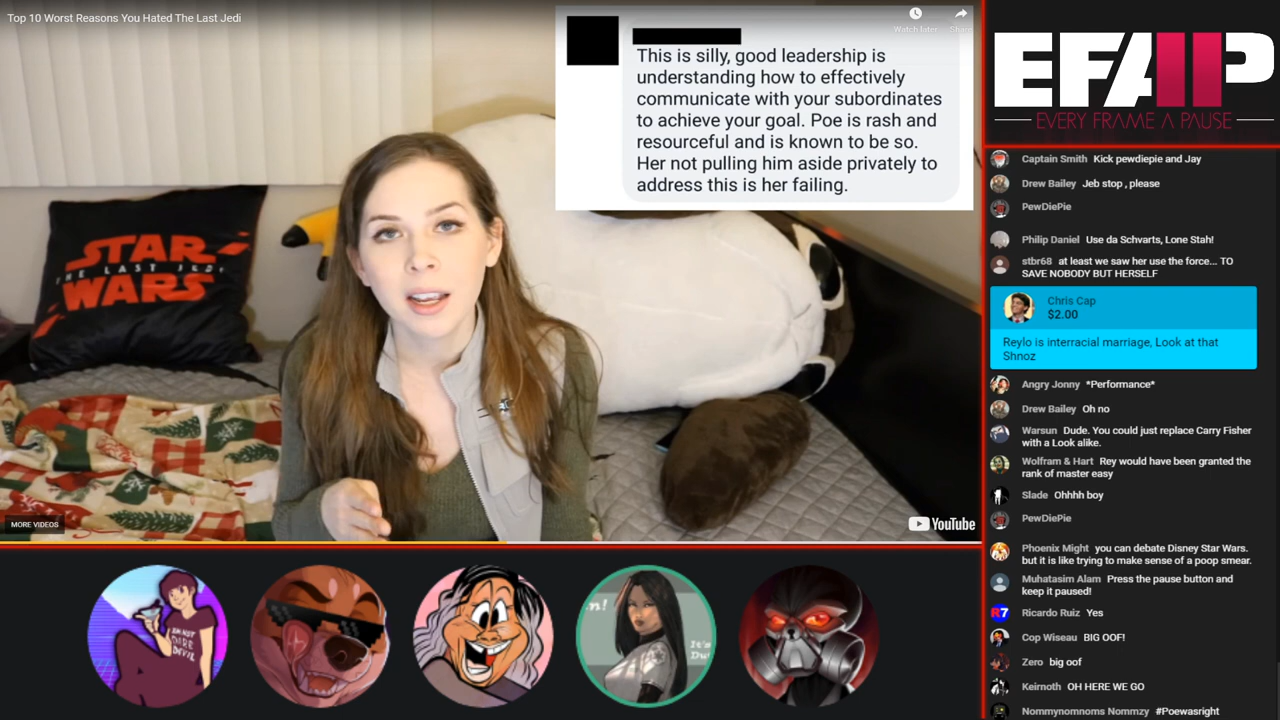 Top 10 Worst Reasons You Hated The Last Jedi
Watch later
Share
This is silly, good leadership is
understanding how to effectively
communicate with your subordinates
to achieve your goal. Poe is rash and
resourceful and is known to be so.
Her not pulling him aside privately to
address this is her failing.
STAR
THE LAST JEDI
WARS
MORE VIDEOS
YouTube
EFAP
EVERY FRAME A PAUSE
Captain Smith Kick pewdiepie and Jay
Drew Bailey Jeb stop , please
PewDiePie
Philip Daniel Use da Schvarts, Lone Stah!
stbr68 at least we saw her use the force... TO
SAVE NOBODY BUT HERSELF
Chris Cap
$2.00
Reylo is interracial marriage, Look at that
Shnoz
Angry Jonny *Performance*
Drew Bailey Oh no
Warsun Dude. You could just replace Carry Fisher
with a Look alike.
Wolfram & Hart Rey would have been granted the
rank of master easy
Slade Ohhhh boy
PewDiePie
Phoenix Might you can debate Disney Star Wars.
but it is like trying to make sense of a poop smear.
Muhatasim Alam Press the pause button and
keep it paused!
R7 Ricardo Ruiz Yes
Cop Wiseau BIG OOF!
Zero big oof
Keirnoth OH HERE WE GO
Nommynomnoms Nommzy #Poewasright
I'M NOT
DIRE
DEVIL
n!
It's
Du